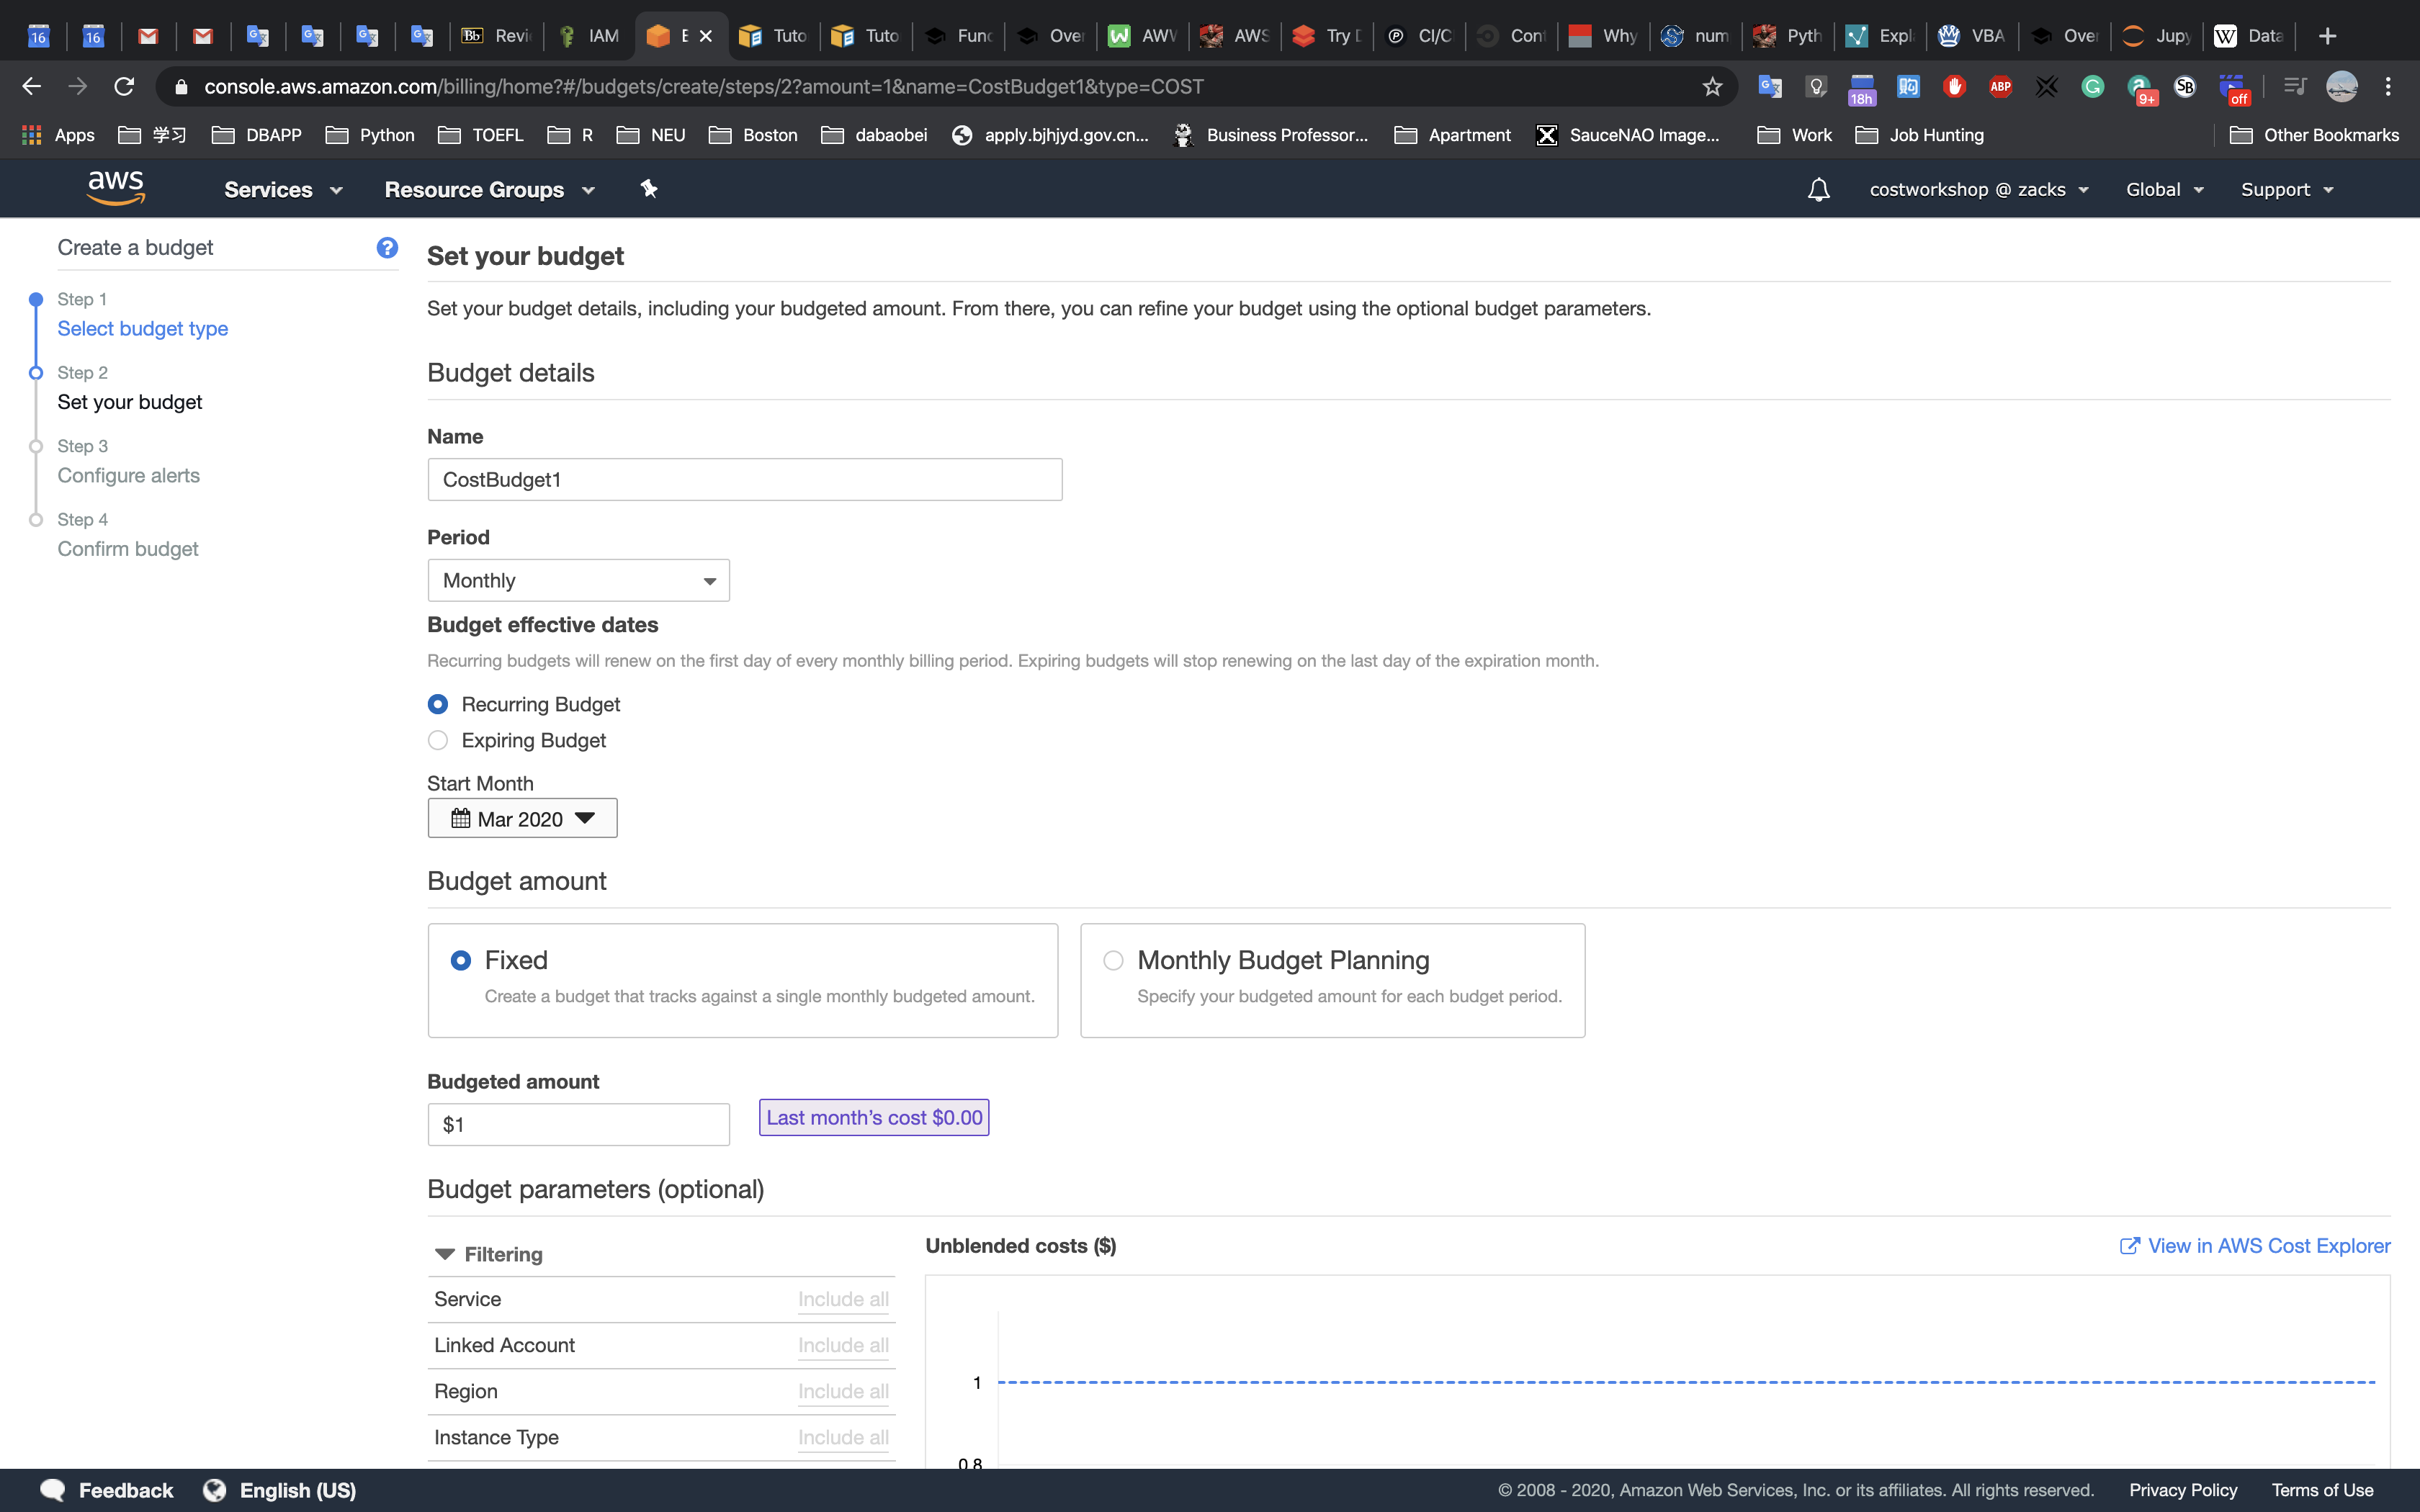 16 16 Bb Revi IAM E Tuto Tuto Func Over AWV AWS Try D CI/C Con Why num Pyth Expl VBA Over Jupy W Data
console.aws.amazon.com/billing/home?#/budgets/create/steps/2?amount=1&name=CostBudget1&type=COST
18h ABP 9+ SB off
Apps 学习 DBAPP Python TOEFL R NEU Boston dabaobei apply.bjhjyd.gov.cn... Business Professor... Apartment SauceNAO Image... Work Job Hunting Other Bookmarks
aws Services Resource Groups costworkshop @ zacks Global Support
Create a budget
?
Step 1
Select budget type
Step 2
Set your budget
Step 3
Configure alerts
Step 4
Confirm budget
Set your budget
Set your budget details, including your budgeted amount. From there, you can refine your budget using the optional budget parameters.
Budget details
Name
CostBudget1
Period
Monthly
Budget effective dates
Recurring budgets will renew on the first day of every monthly billing period. Expiring budgets will stop renewing on the last day of the expiration month.
Recurring Budget
Expiring Budget
Start Month
Mar 2020
Budget amount
Fixed
Create a budget that tracks against a single monthly budgeted amount.
Monthly Budget Planning
Specify your budgeted amount for each budget period.
Budgeted amount
$1
Last month's cost $0.00
Budget parameters (optional)
Filtering
Service Include all
Linked Account Include all
Region Include all
Instance Type Include all
Unblended costs ($)
View in AWS Cost Explorer
1
0.8
Feedback English (US)
© 2008 - 2020, Amazon Web Services, Inc. or its affiliates. All rights reserved. Privacy Policy Terms of Use